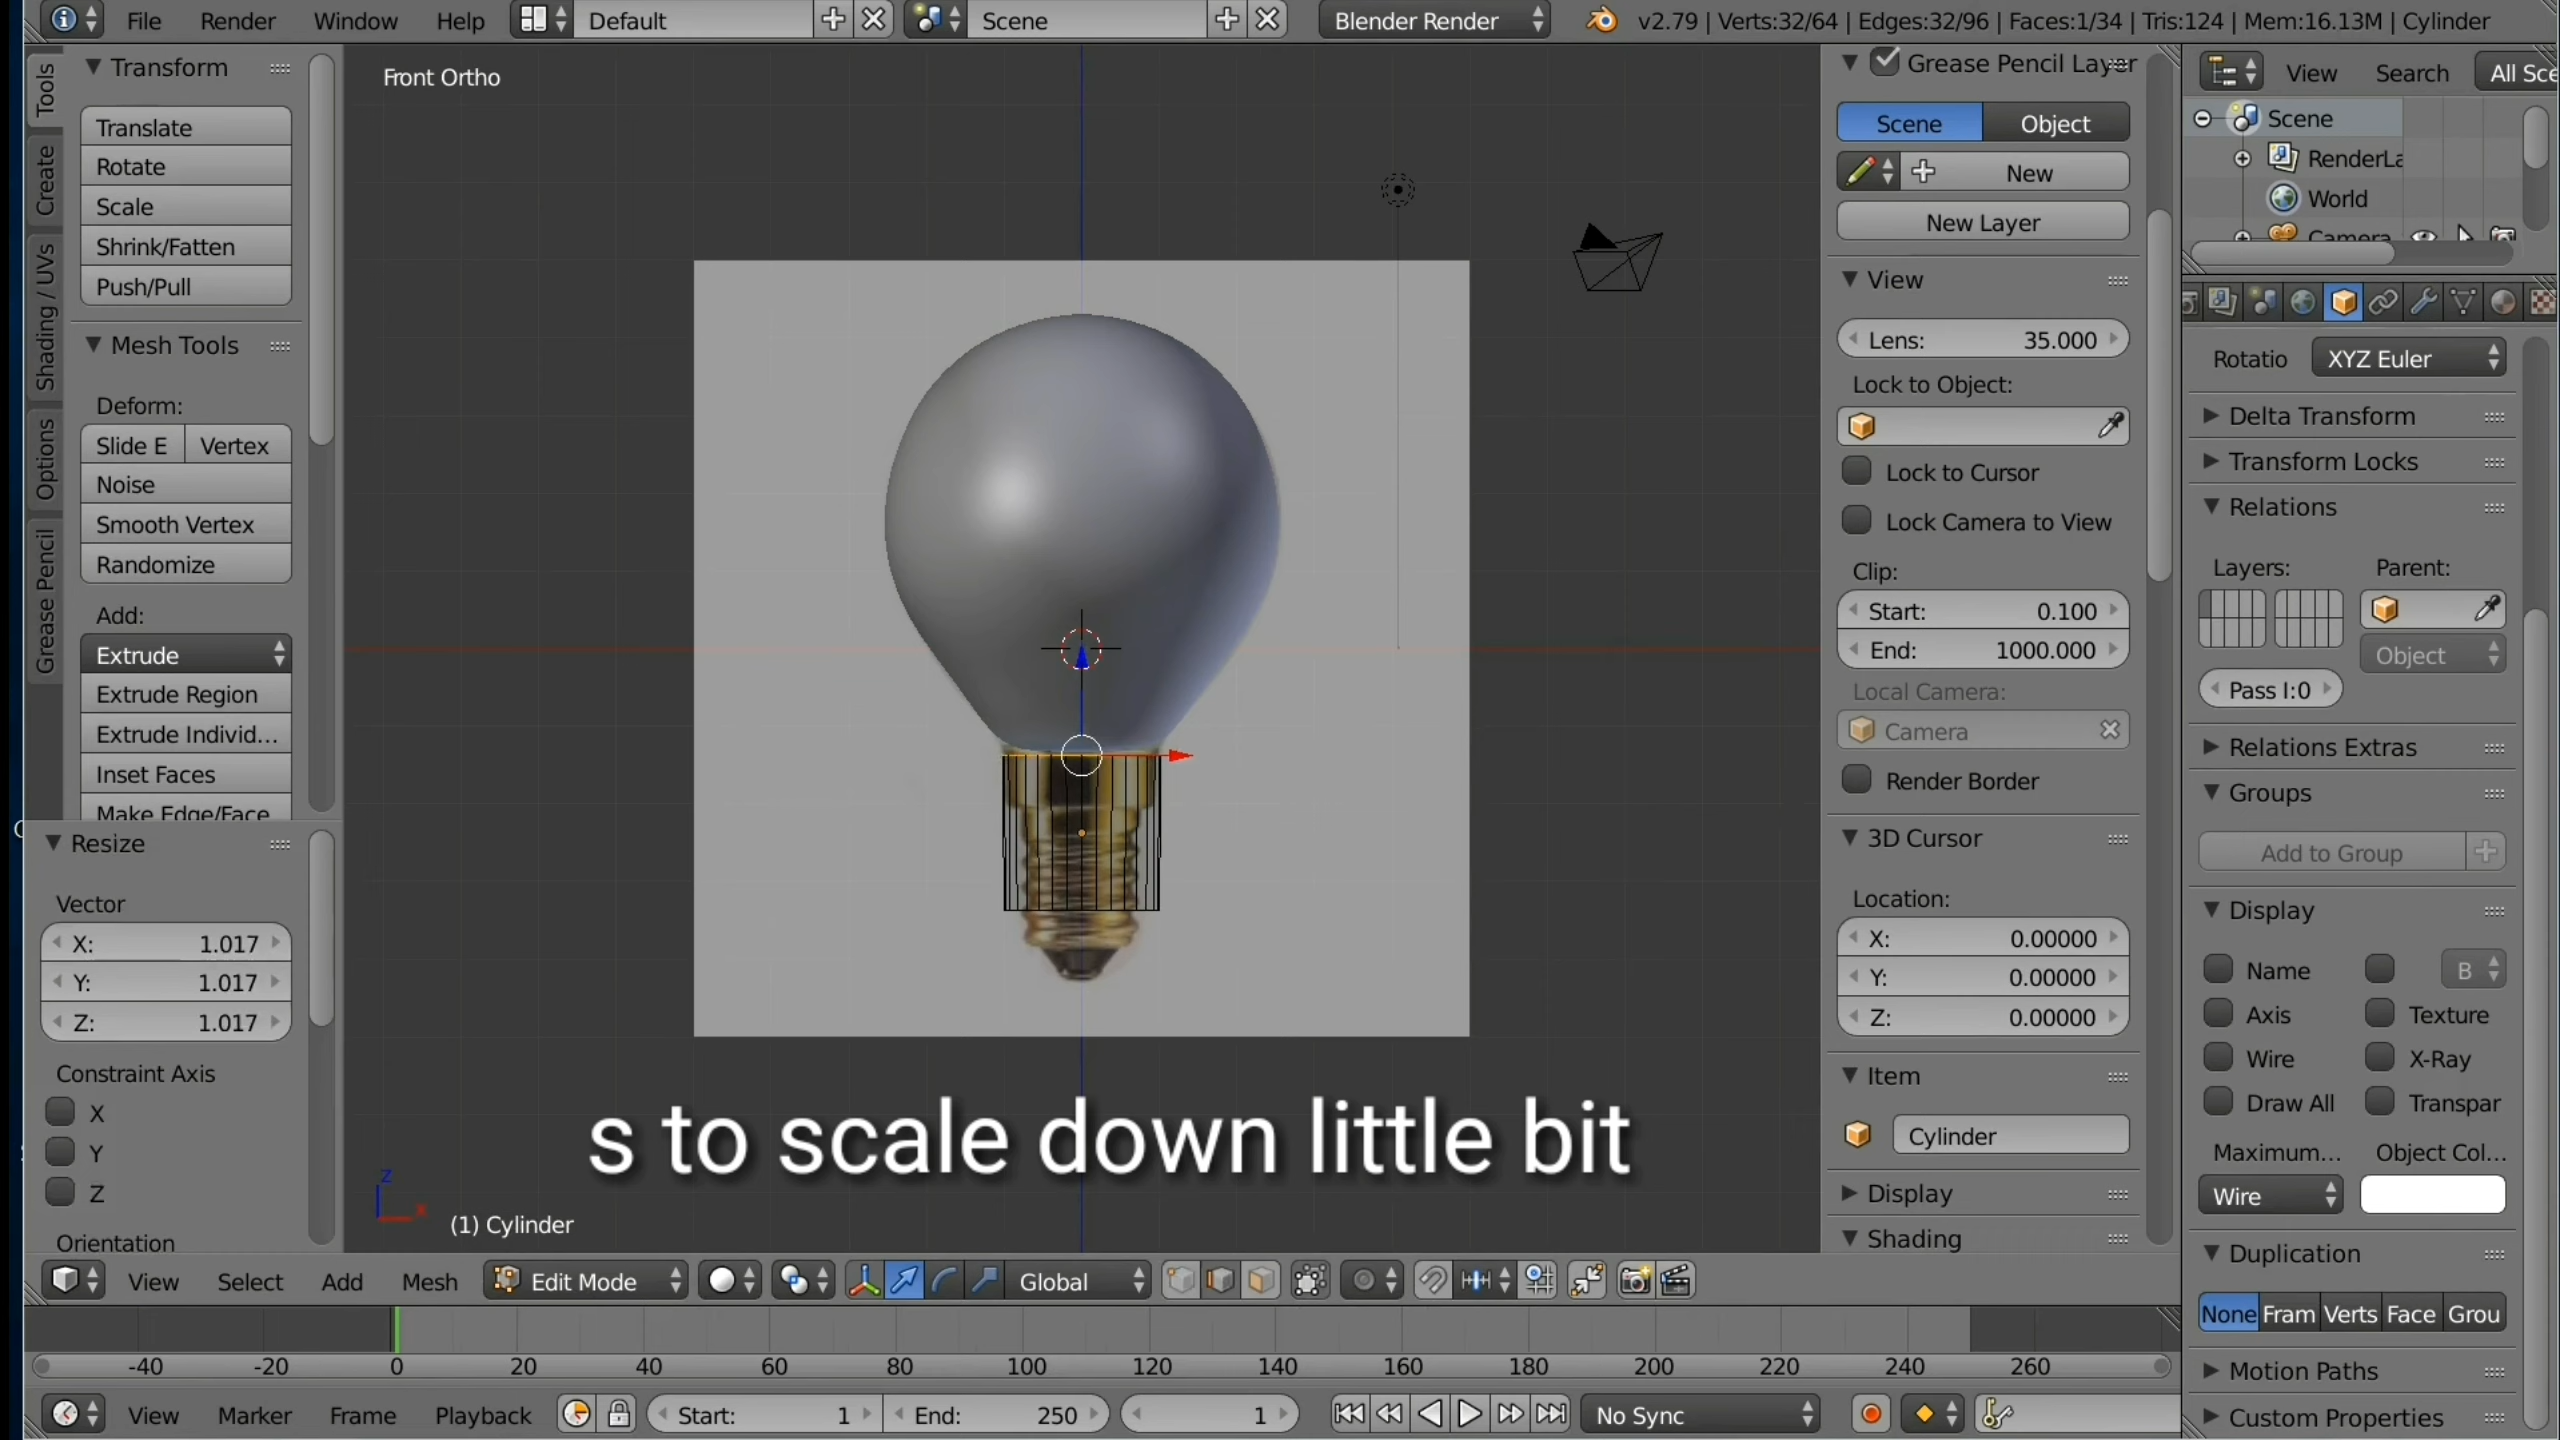 File Render Window Help Default Scene Blender Render v2.79 | Verts:32/64 | Edges:32/96 | Faces:1/34 | Tris:124 | Mem:16.13M | Cylinder
Tools
Create
Shading / UVs
Options
Grease Pencil
Transform
Translate
Rotate
Scale
Shrink/Fatten
Push/Pull
Mesh Tools
Deform:
Slide E Vertex
Noise
Smooth Vertex
Randomize
Add:
Extrude
Extrude Region
Extrude Individ...
Inset Faces
Make Edge/Face
Resize
Vector
X: 1.017
Y: 1.017
Z: 1.017
Constraint Axis
X
Y
Z
Orientation
Front Ortho
s to scale down little bit
z
x
(1) Cylinder
Grease Pencil Layer
Scene Object
New
New Layer
View
Lens: 35.000
Lock to Object:
Lock to Cursor
Lock Camera to View
Clip:
Start: 0.100
End: 1000.000
Local Camera:
Camera
Render Border
3D Cursor
Location:
X: 0.00000
Y: 0.00000
Z: 0.00000
Item
Cylinder
Display
Shading
View Search All Sce
Scene
RenderLa
World
Camera
Rotatio XYZ Euler
Delta Transform
Transform Locks
Relations
Layers: Parent:
Object
Pass I:0
Relations Extras
Groups
Add to Group
Display
Name B
Axis Texture
Wire X-Ray
Draw All Transpar
Maximum... Object Col...
Wire
Duplication
None Fram Verts Face Grou
Motion Paths
Custom Properties
View Select Add Mesh Edit Mode Global
-40 -20 0 20 40 60 80 100 120 140 160 180 200 220 240 260
View Marker Frame Playback Start: 1 End: 250 1 No Sync